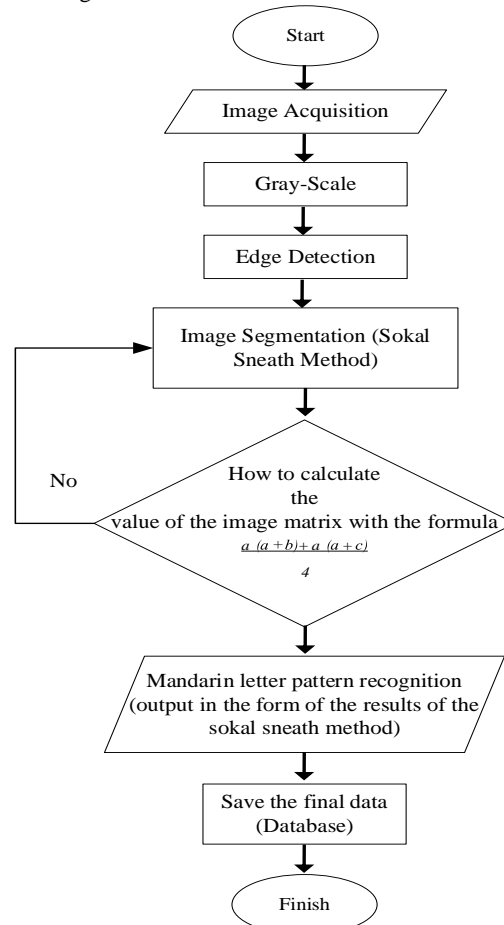 Start
Image Acquisition
Gray-Scale
Edge Detection
Image Segmentation (Sokal
Sneath Method)
No
How to calculate
the
value of the image matrix with the formula
a (a+b)+a (a+c)
4
Mandarin letter pattern recognition
(output in the form of the results of the
sokal sneath method)
Save the final data
(Database)
Finish